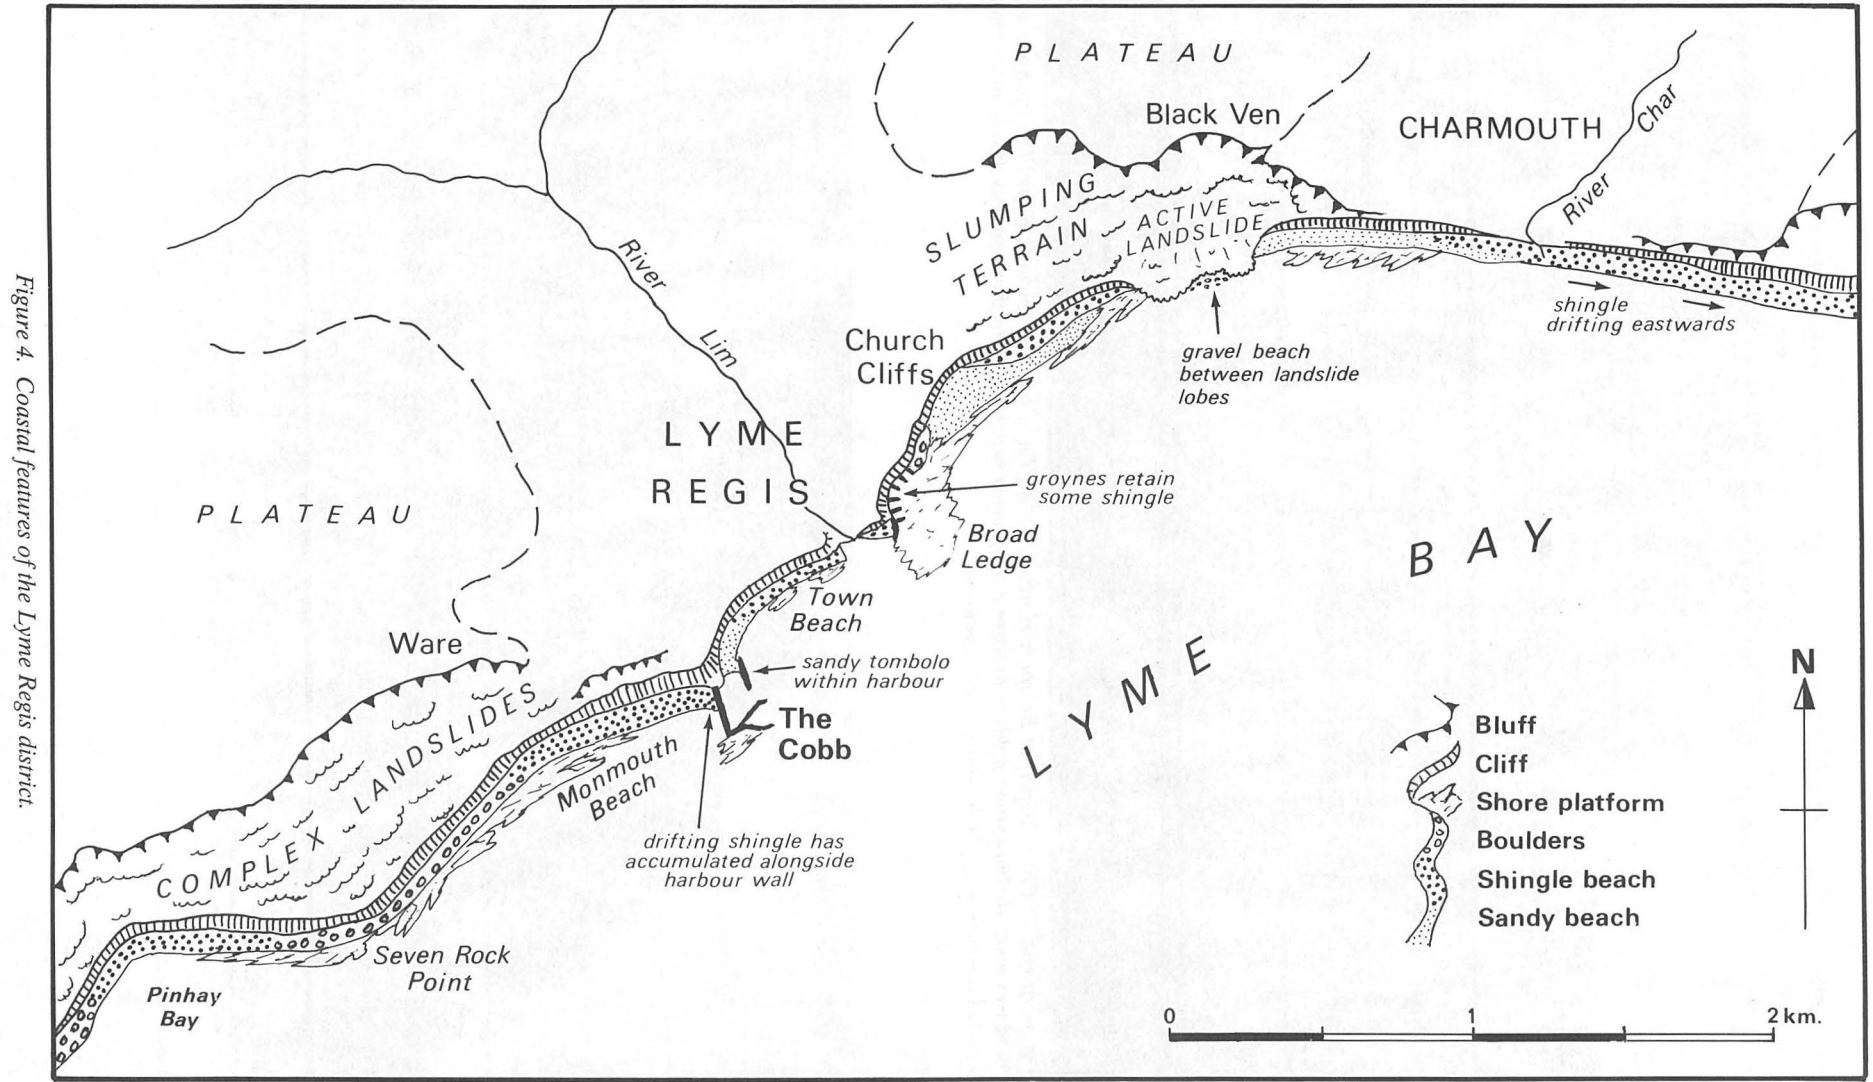 PLATEAU
Black Ven
CHARMOUTH
River Char
SLUMPING
TERRAIN
ACTIVE
LANDSLIDE
shingle
drifting eastwards
River Lim
Church
Cliffs
gravel beach
between landslide
lobes
LYME
REGIS
groynes retain
some shingle
PLATEAU
Broad
Ledge
LYME BAY
Town
Beach
Ware
sandy tombolo
within harbour
The
Cobb
COMPLEX LANDSLIDES
Monmouth
Beach
drifting shingle has
accumulated alongside
harbour wall
Seven Rock
Point
Pinhay
Bay
N
Bluff
Cliff
Shore platform
Boulders
Shingle beach
Sandy beach
0 1 2 km.
Figure 4. Coastal features of the Lyme Regis district.